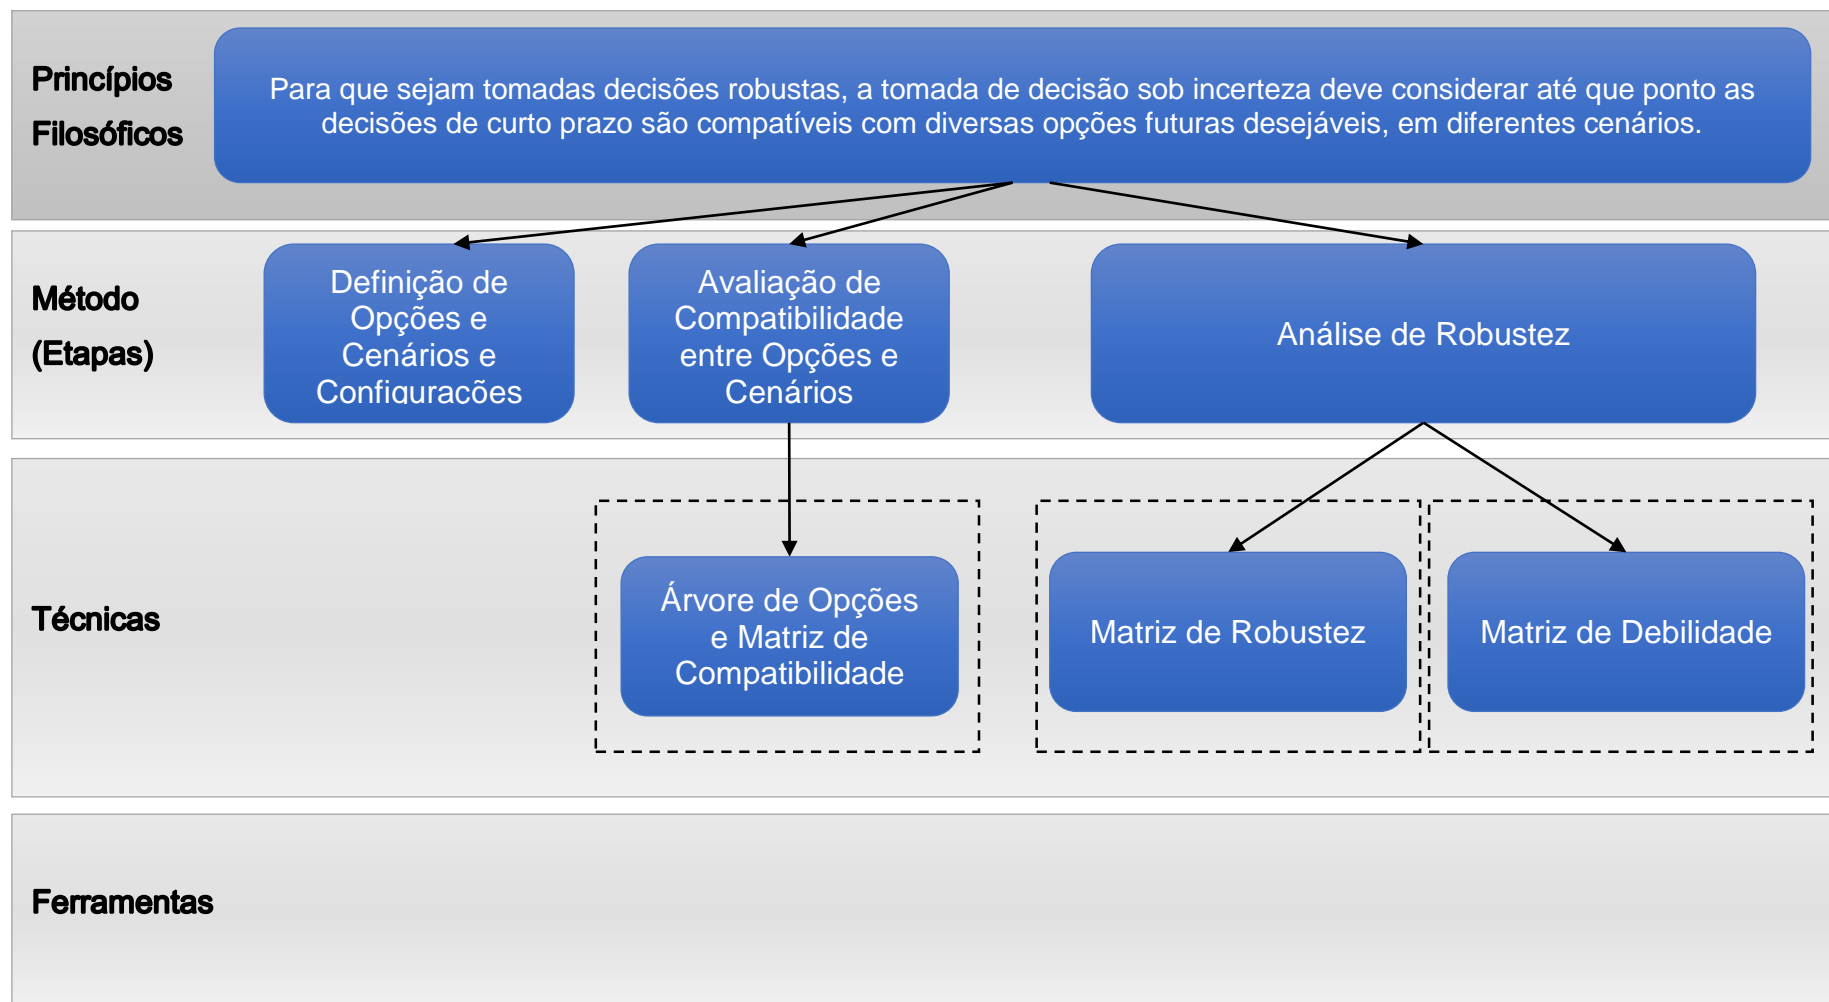 Princípios
Filosóficos
Para que sejam tomadas decisões robustas, a tomada de decisão sob incerteza deve considerar até que ponto as
decisões de curto prazo são compatíveis com diversas opções futuras desejáveis, em diferentes cenários.
Método
(Etapas)
Definição de
Opções e
Cenários e
Configurações
Avaliação de
Compatibilidade
entre Opções e
Cenários
Análise de Robustez
Técnicas
Árvore de Opções
e Matriz de
Compatibilidade
Matriz de Robustez
Matriz de Debilidade
Ferramentas